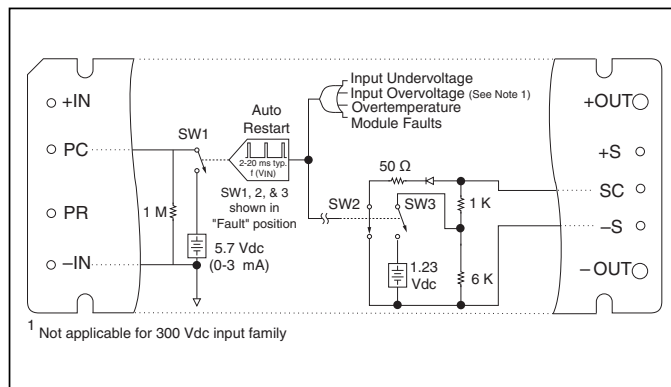 Input Undervoltage
Input Overvoltage (See Note 1)
Overtemperature
Module Faults
+IN
PC
PR
–IN
SW1
Auto
Restart
2-20 ms typ.
f (VIN)
SW1, 2, & 3
shown in
"Fault" position
1 M
5.7 Vdc
(0-3 mA)
50 Ω
SW2
SW3
1 K
6 K
1.23
Vdc
+OUT
+S
SC
–S
–OUT
1 Not applicable for 300 Vdc input family